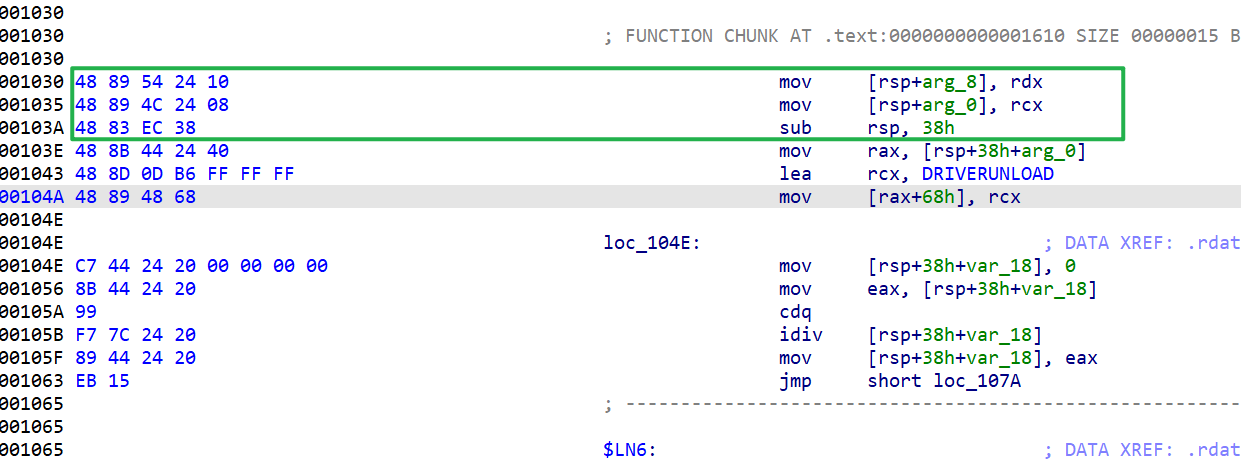 001030
001030 ; FUNCTION CHUNK AT .text:0000000000001610 SIZE 00000015 B
001030
001030 48 89 54 24 10 mov [rsp+arg_8], rdx
001035 48 89 4C 24 08 mov [rsp+arg_0], rcx
00103A 48 83 EC 38 sub rsp, 38h
00103E 48 8B 44 24 40 mov rax, [rsp+38h+arg_0]
001043 48 8D 0D B6 FF FF FF lea rcx, DRIVERUNLOAD
00104A 48 89 48 68 mov [rax+68h], rcx
00104E
00104E loc_104E: ; DATA XREF: .rdat
00104E C7 44 24 20 00 00 00 00 mov [rsp+38h+var_18], 0
001056 8B 44 24 20 mov eax, [rsp+38h+var_18]
00105A 99 cdq
00105B F7 7C 24 20 idiv [rsp+38h+var_18]
00105F 89 44 24 20 mov [rsp+38h+var_18], eax
001063 EB 15 jmp short loc_107A
001065 ; ---------------------------------------------------------
001065
001065 $LN6: ; DATA XREF: .rdat